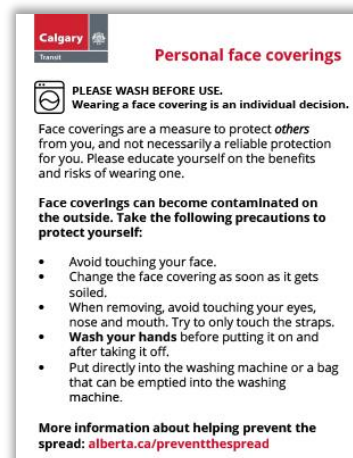 Calgary
Transit
Personal face coverings
PLEASE WASH BEFORE USE.
Wearing a face covering is an individual decision.
Face coverings are a measure to protect others
from you, and not necessarily a reliable protection
for you. Please educate yourself on the benefits
and risks of wearing one.
Face coverings can become contaminated on
the outside. Take the following precautions to
protect yourself:
• Avoid touching your face.
• Change the face covering as soon as it gets
soiled.
• When removing, avoid touching your eyes,
nose and mouth. Try to only touch the straps.
• Wash your hands before putting it on and
after taking it off.
• Put directly into the washing machine or a bag
that can be emptied into the washing
machine.
More information about helping prevent the
spread: alberta.ca/preventthespread